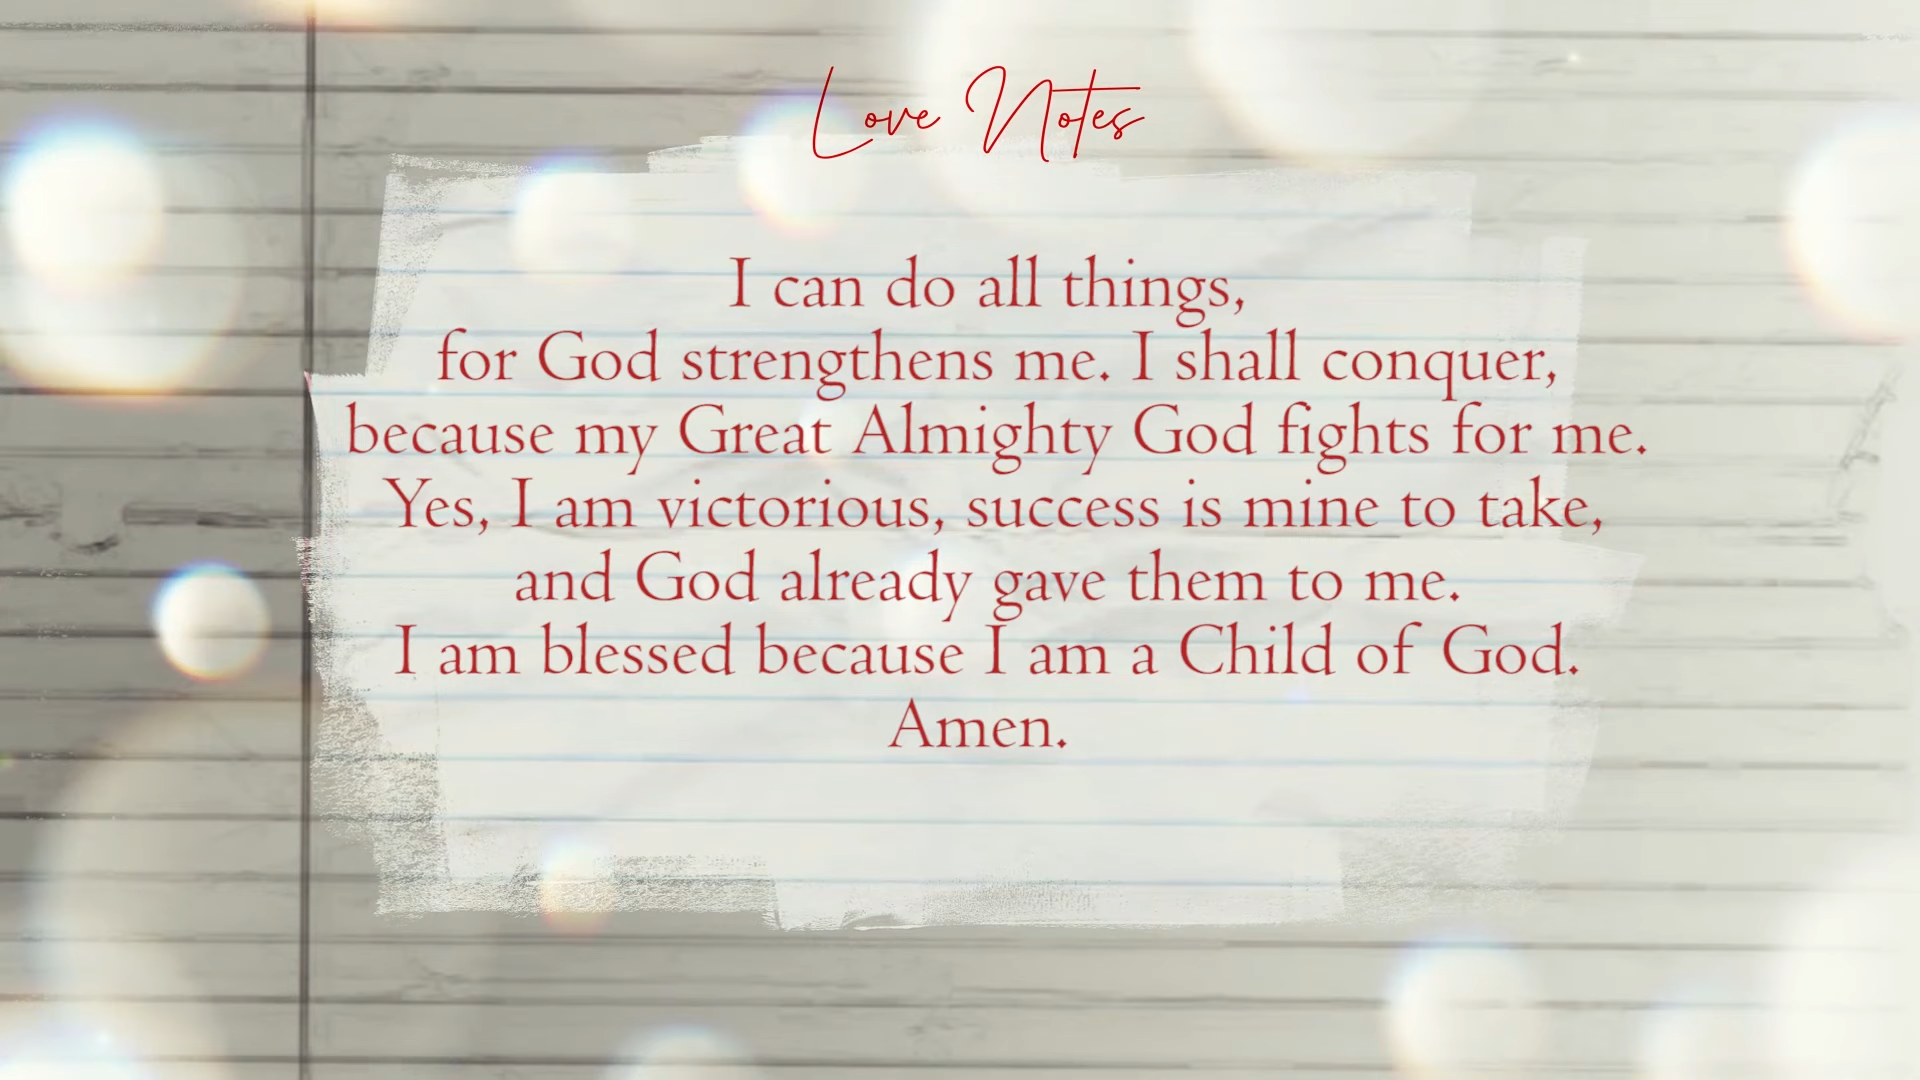 Love Notes
I can do all things,
for God strengthens me. I shall conquer,
because my Great Almighty God fights for me.
Yes, I am victorious, success is mine to take,
and God already gave them to me.
I am blessed because I am a Child of God.
Amen.